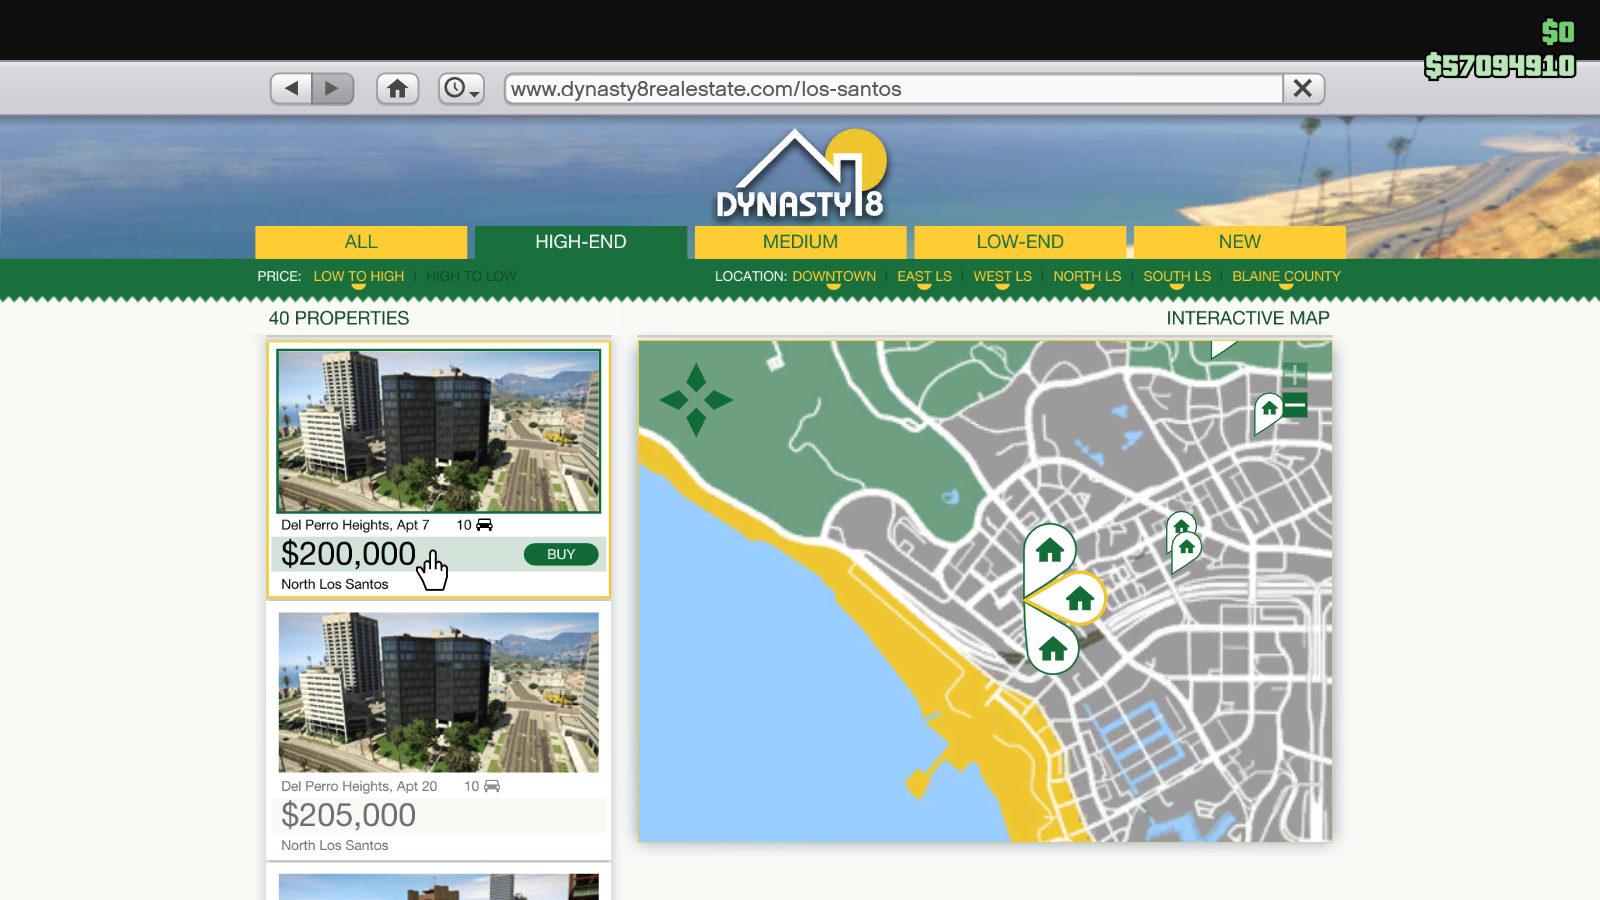 $0
$57094910
www.dynasty8realestate.com/los-santos
DYNASTY 8
ALL
HIGH-END
MEDIUM
LOW-END
NEW
PRICE: LOW TO HIGH | HIGH TO LOW
LOCATION: DOWNTOWN | EAST LS | WEST LS | NORTH LS | SOUTH LS | BLAINE COUNTY
40 PROPERTIES
INTERACTIVE MAP
Del Perro Heights, Apt 7 10
$200,000 BUY
North Los Santos
Del Perro Heights, Apt 20 10
$205,000
North Los Santos